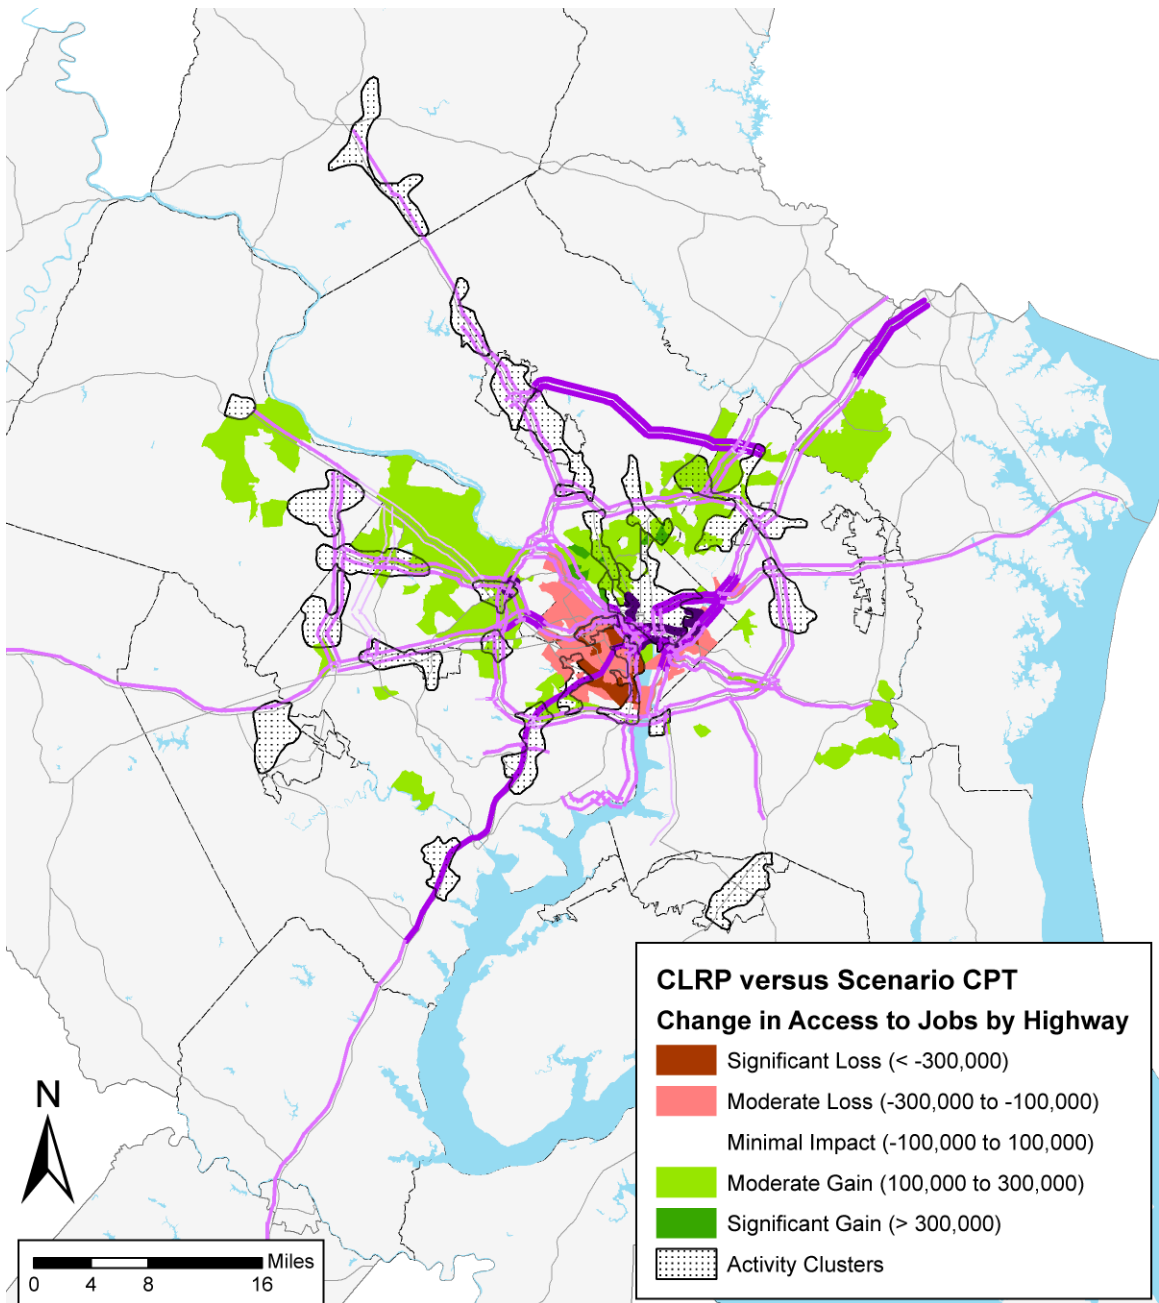 CLRP versus Scenario CPT
Change in Access to Jobs by Highway
Significant Loss (< -300,000)
Moderate Loss (-300,000 to -100,000)
Minimal Impact (-100,000 to 100,000)
Moderate Gain (100,000 to 300,000)
Significant Gain (> 300,000)
Activity Clusters
N
Miles
0 4 8 16